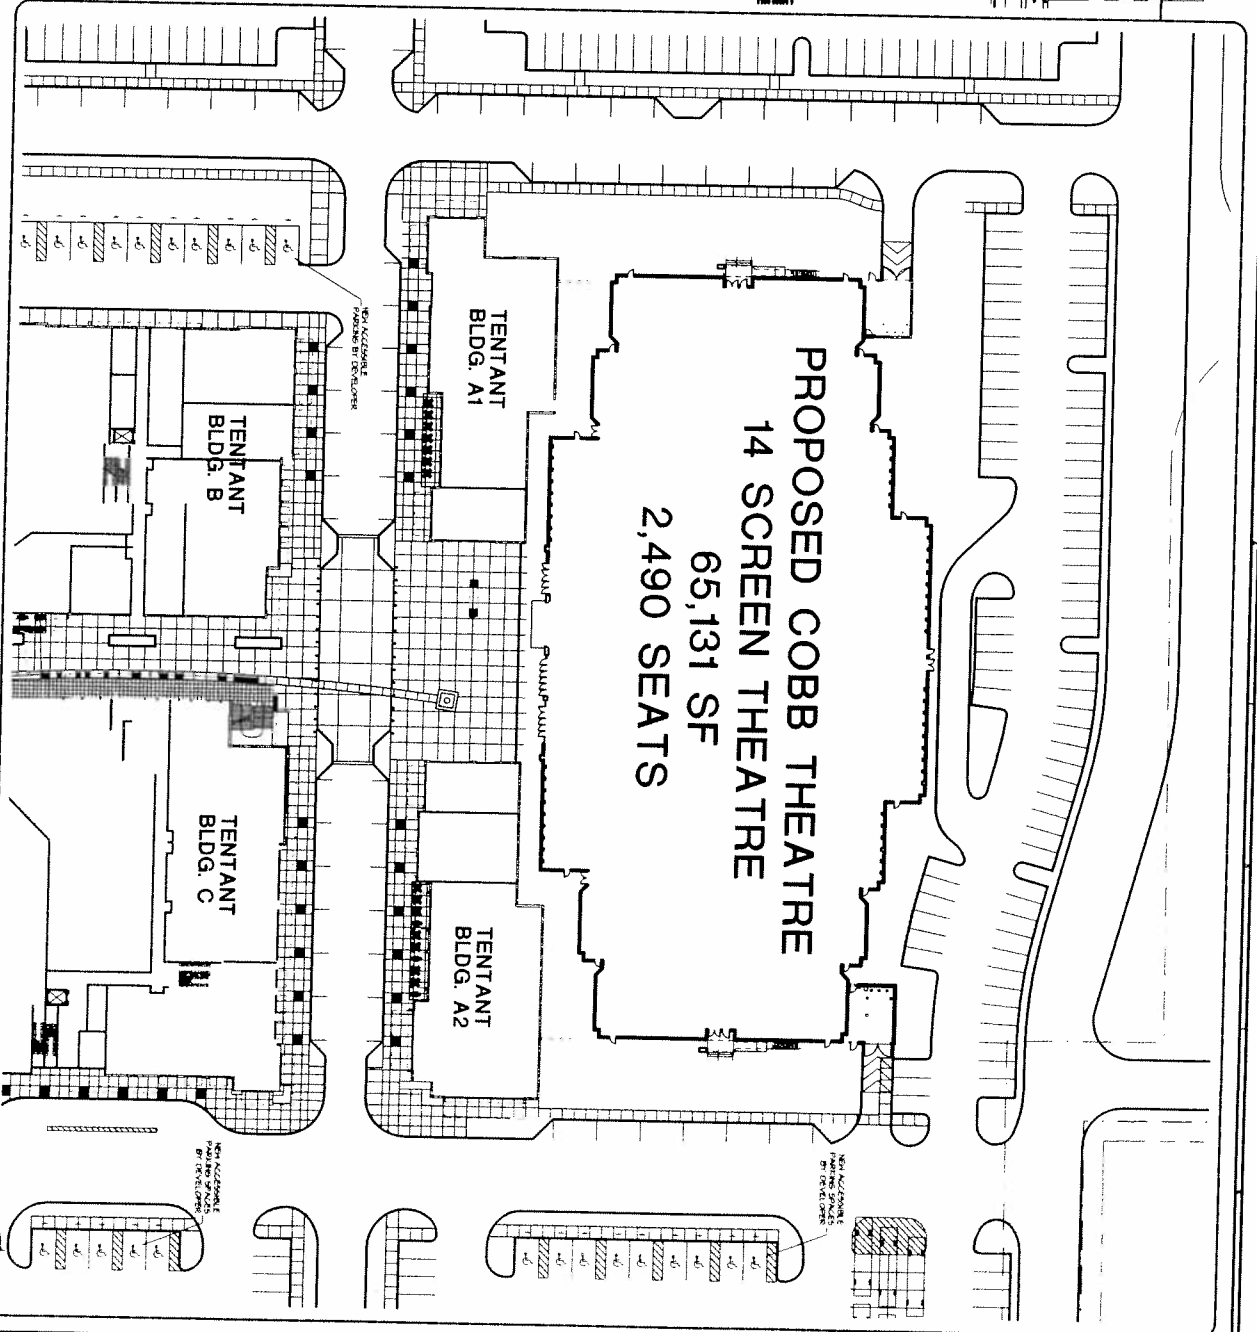 PROPOSED COBB THEATRE
14 SCREEN THEATRE
65,131 SF
2,490 SEATS
TENTANT
BLDG. A1
TENTANT
BLDG. B
TENTANT
BLDG. C
TENTANT
BLDG. A2
NEW ACCESSIBLE
PARKING BY DEVELOPER
NEW ACCESSIBLE
PARKING SPACES
BY DEVELOPER
NEW ACCESSIBLE
PARKING SPACES
BY DEVELOPER